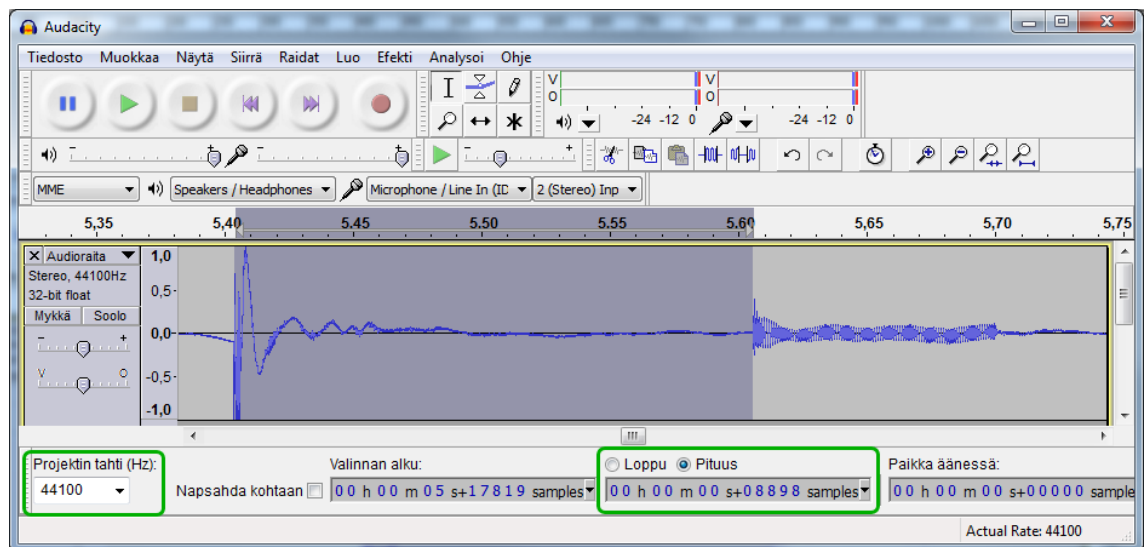 Audacity
Tiedosto Muokkaa Näytä Siirrä Raidat Luo Efekti Analysoi Ohje
V V
O O
-24 -12 0 -24 -12 0
MME Speakers / Headphones Microphone / Line In (IC 2 (Stereo) Inp
5,35 5,40 5,45 5,50 5,55 5,60 5,65 5,70 5,75
Audioraita 1,0
Stereo, 44100Hz
32-bit float 0,5
Mykkä Soolo
- + 0,0
V O
-0,5
-1,0
Projektin tahti (Hz): Valinnan alku: Loppu Pituus Paikka äänessä:
44100 Napsahda kohtaan 00 h 00 m 05 s+17819 samples 00 h 00 m 00 s+08898 samples 00 h 00 m 00 s+00000 sample
Actual Rate: 44100